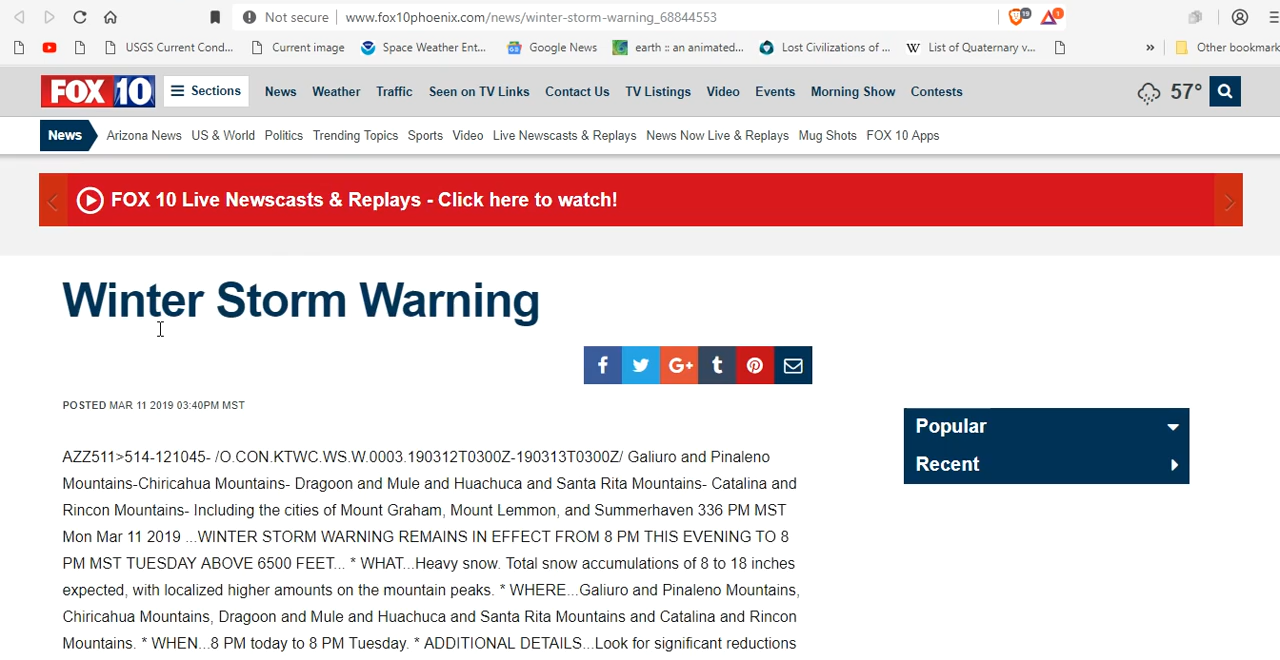 Not secure www.fox10phoenix.com/news/winter-storm-warning_68844553 19 1
USGS Current Cond... Current image Space Weather Ent... Google News earth :: an animated... Lost Civilizations of ... W List of Quaternary v... » Other bookmark
FOX 10 Sections News Weather Traffic Seen on TV Links Contact Us TV Listings Video Events Morning Show Contests 57°
News Arizona News US & World Politics Trending Topics Sports Video Live Newscasts & Replays News Now Live & Replays Mug Shots FOX 10 Apps
FOX 10 Live Newscasts & Replays - Click here to watch!
Winter Storm Warning
f G+ t
POSTED MAR 11 2019 03:40PM MST
Popular
Recent
AZZ511>514-121045- /O.CON.KTWC.WS.W.0003.190312T0300Z-190313T0300Z/ Galiuro and Pinaleno
Mountains-Chiricahua Mountains- Dragoon and Mule and Huachuca and Santa Rita Mountains- Catalina and
Rincon Mountains- Including the cities of Mount Graham, Mount Lemmon, and Summerhaven 336 PM MST
Mon Mar 11 2019 ...WINTER STORM WARNING REMAINS IN EFFECT FROM 8 PM THIS EVENING TO 8
PM MST TUESDAY ABOVE 6500 FEET... * WHAT...Heavy snow. Total snow accumulations of 8 to 18 inches
expected, with localized higher amounts on the mountain peaks. * WHERE...Galiuro and Pinaleno Mountains,
Chiricahua Mountains, Dragoon and Mule and Huachuca and Santa Rita Mountains and Catalina and Rincon
Mountains. * WHEN...8 PM today to 8 PM Tuesday. * ADDITIONAL DETAILS...Look for significant reductions